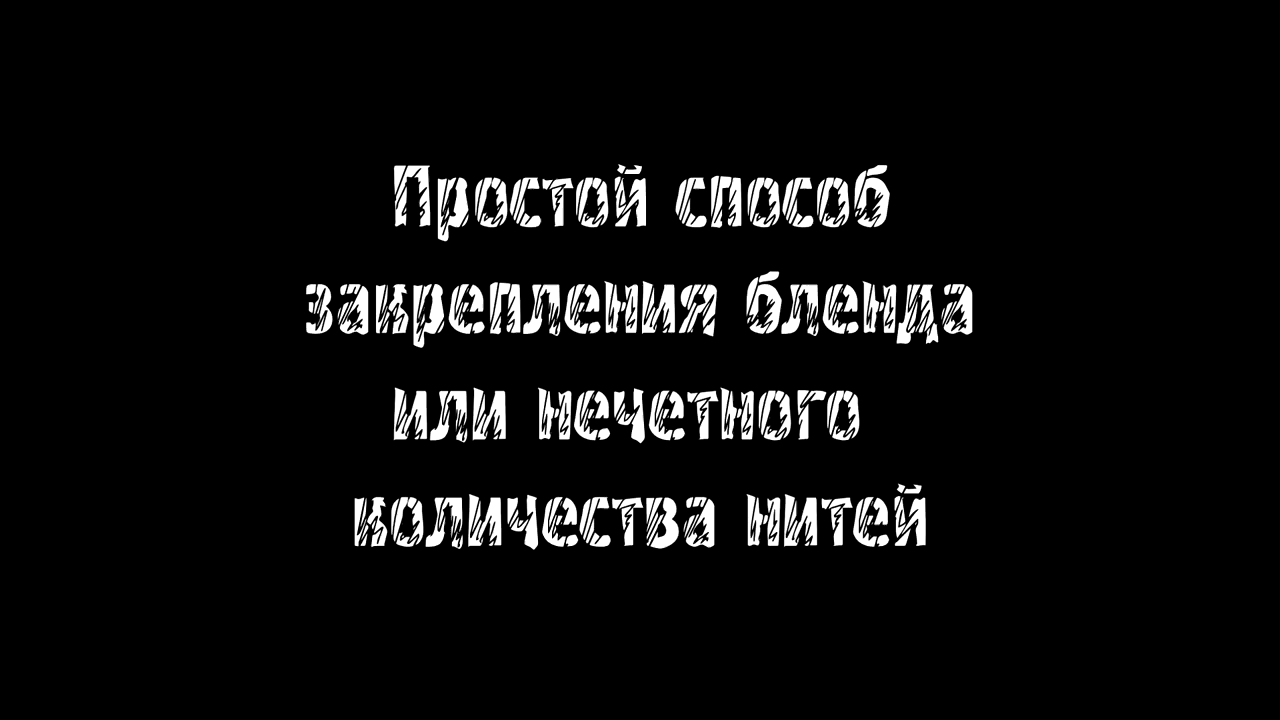 Простой способ
закрепления бленда
или нечетного
количества нитей